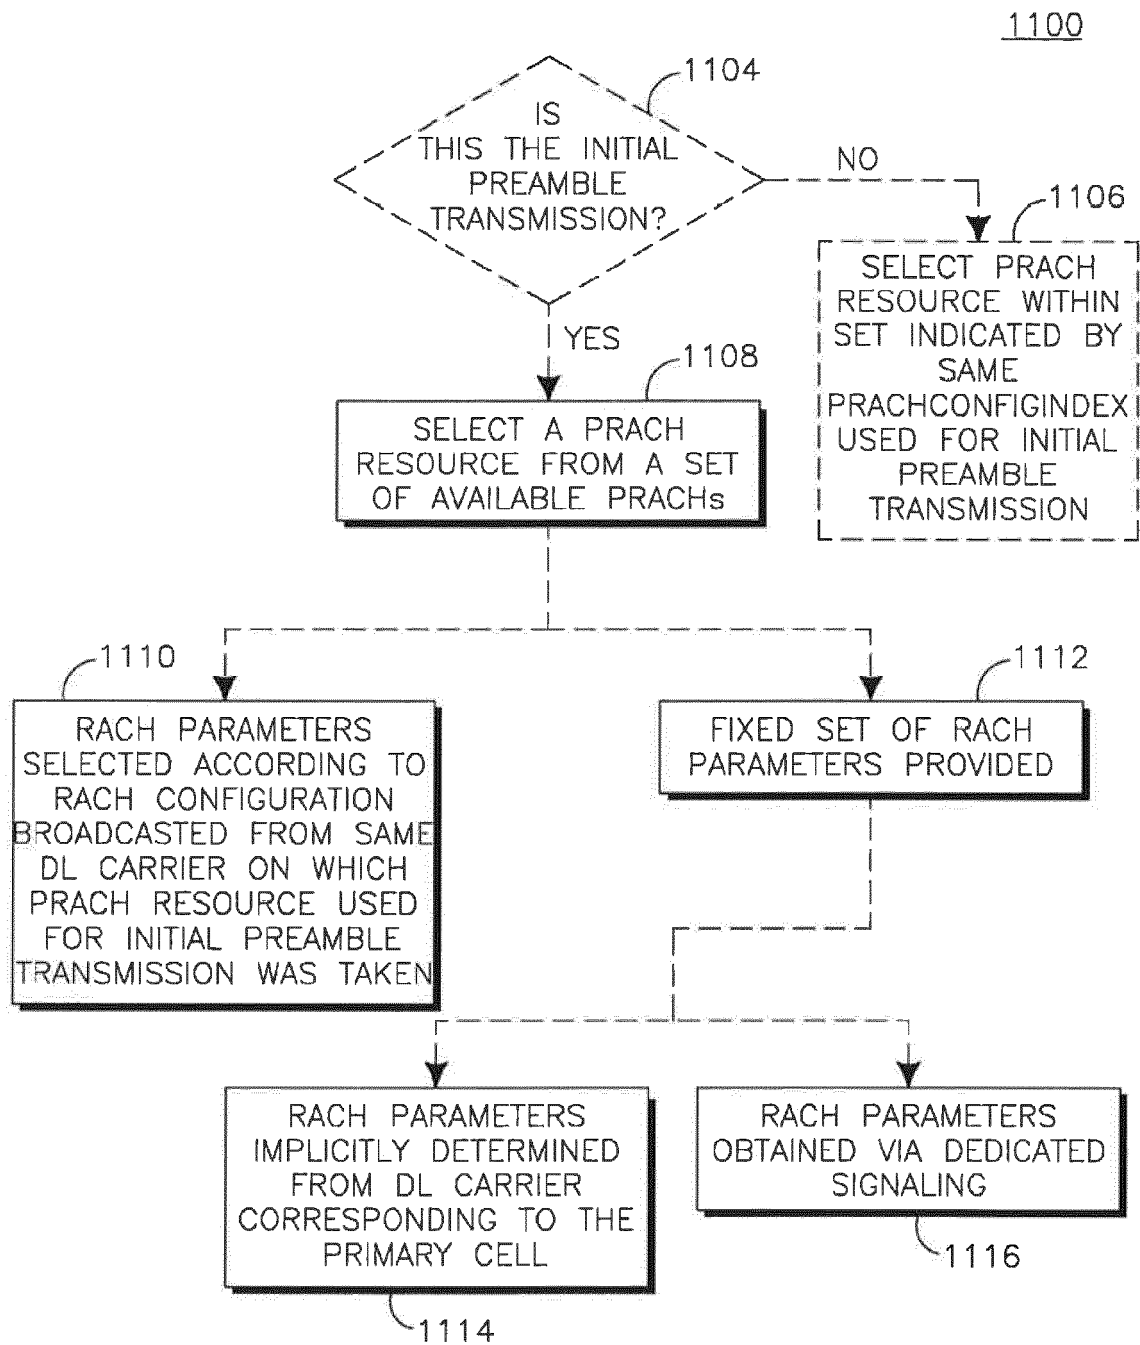 1100
1104
IS
THIS THE INITIAL
PREAMBLE
TRANSMISSION?
NO
1106
SELECT PRACH
RESOURCE WITHIN
SET INDICATED BY
SAME
PRACHCONFIGINDEX
USED FOR INITIAL
PREAMBLE
TRANSMISSION
YES
1108
SELECT A PRACH
RESOURCE FROM A SET
OF AVAILABLE PRACHs
1110
RACH PARAMETERS
SELECTED ACCORDING TO
RACH CONFIGURATION
BROADCASTED FROM SAME
DL CARRIER ON WHICH
PRACH RESOURCE USED
FOR INITIAL PREAMBLE
TRANSMISSION WAS TAKEN
1112
FIXED SET OF RACH
PARAMETERS PROVIDED
RACH PARAMETERS
IMPLICITLY DETERMINED
FROM DL CARRIER
CORRESPONDING TO THE
PRIMARY CELL
1114
RACH PARAMETERS
OBTAINED VIA DEDICATED
SIGNALING
1116